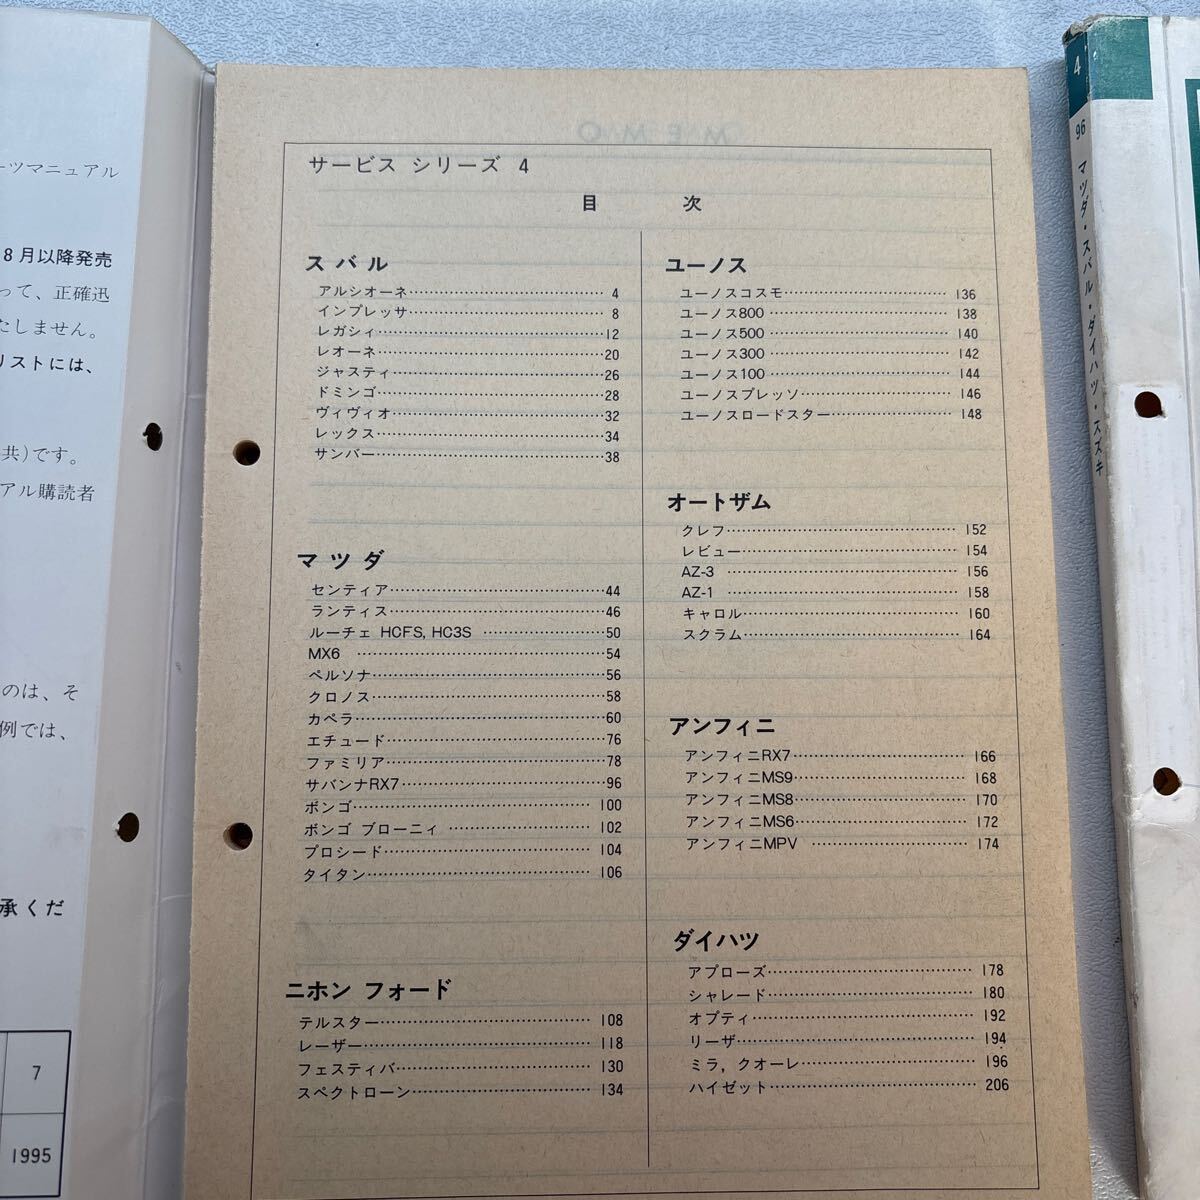 ーツマニュアル
8月以降発売
って、正確迅
たしません。
リストには、
共)です。
アル購読者
のは、そ
例では、
承くだ
7
1995
MEMO
サービス シリーズ 4
目 次
スバル
アルシオーネ…………4
インプレッサ…………8
レガシィ…………12
レオーネ…………20
ジャスティ…………26
ドミンゴ…………28
ヴィヴィオ…………32
レックス…………34
サンバー…………38
マツダ
センティア…………44
ランティス…………46
ルーチェ HCFS, HC3S …………50
MX6 …………54
ペルソナ…………56
クロノス…………58
カペラ…………60
エチュード…………76
ファミリア…………78
サバンナRX7…………96
ボンゴ…………100
ボンゴ ブローニィ …………102
プロシード…………104
タイタン…………106
ニホン フォード
テルスター…………108
レーザー…………118
フェスティバ…………130
スペクトローン…………134
ユーノス
ユーノスコスモ…………136
ユーノス800 …………138
ユーノス500 …………140
ユーノス300 …………142
ユーノス100 …………144
ユーノスプレッソ…………146
ユーノスロードスター…………148
オートザム
クレフ…………152
レビュー…………154
AZ-3 …………156
AZ-1 …………158
キャロル…………160
スクラム…………164
アンフィニ
アンフィニRX7…………166
アンフィニMS9…………168
アンフィニMS8…………170
アンフィニMS6…………172
アンフィニMPV …………174
ダイハツ
アプローズ…………178
シャレード…………180
オプティ…………192
リーザ…………194
ミラ, クオーレ…………196
ハイゼット…………206
4
96
マツダ・スバル・ダイハツ・スズキ